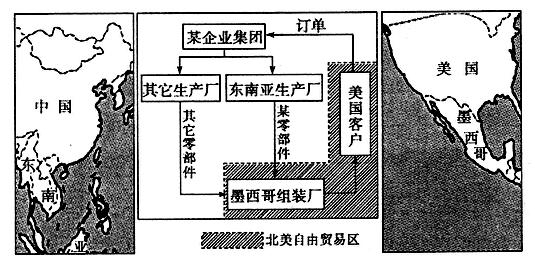 中国
东
南
亚
某企业集团
订单
其它生产厂
东南亚生产厂
其它零部件
某零部件
美国客户
墨西哥组装厂
北美自由贸易区
美国
墨西哥